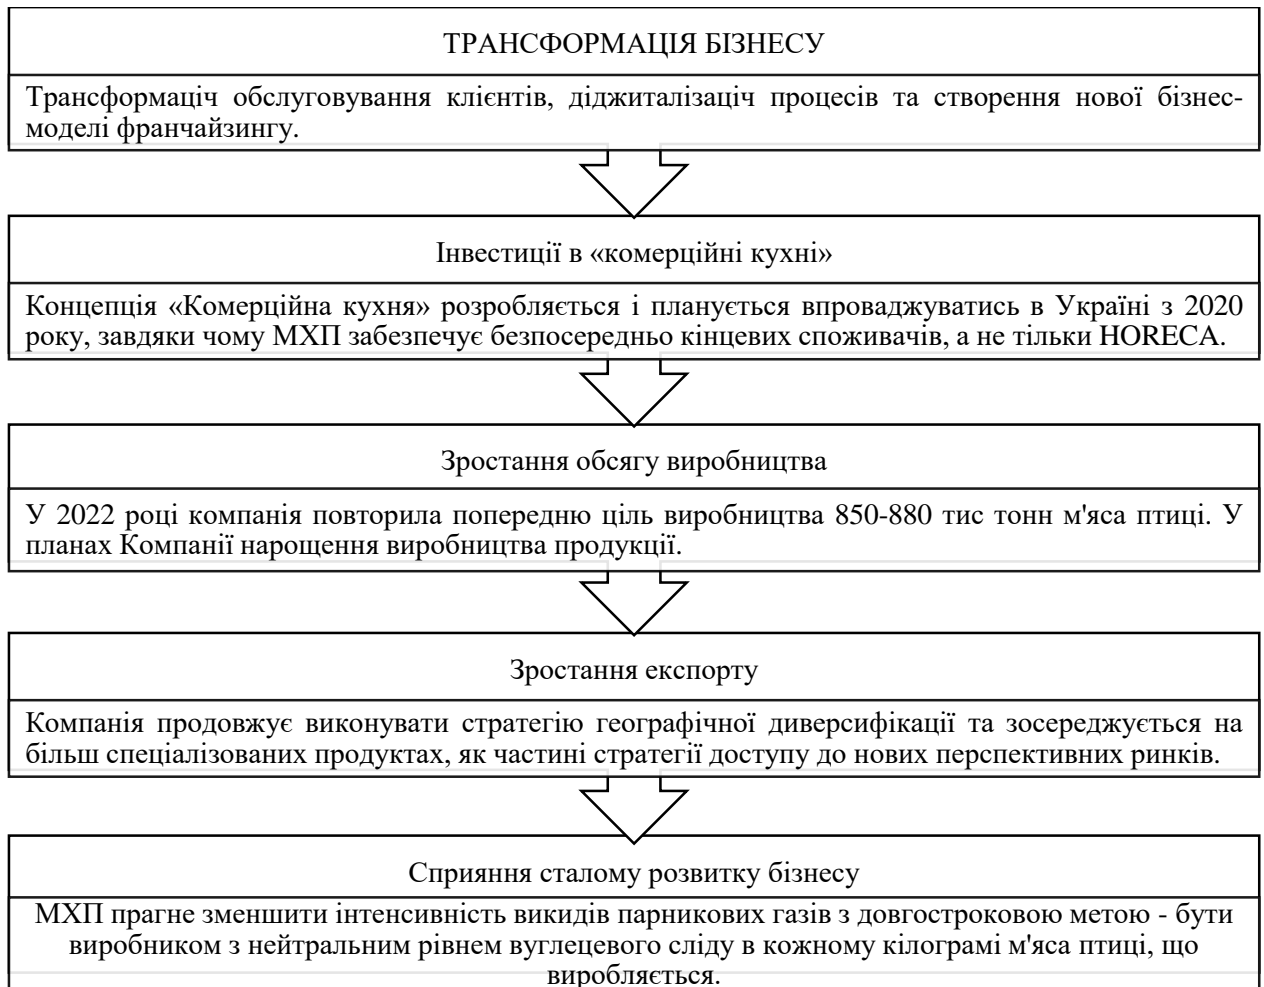 ТРАНСФОРМАЦІЯ БІЗНЕСУ
Трансформаціч обслуговування клієнтів, діджиталізаціч процесів та створення нової бізнес-
моделі франчайзингу.
Інвестиції в «комерційні кухні»
Концепція «Комерційна кухня» розробляється і планується впроваджуватись в Україні з 2020
року, завдяки чому МХП забезпечує безпосередньо кінцевих споживачів, а не тільки HORECA.
Зростання обсягу виробництва
У 2022 році компанія повторила попередню ціль виробництва 850-880 тис тонн м'яса птиці. У
планах Компанії нарощення виробництва продукції.
Зростання експорту
Компанія продовжує виконувати стратегію географічної диверсифікації та зосереджується на
більш спеціалізованих продуктах, як частині стратегії доступу до нових перспективних ринків.
Сприяння сталому розвитку бізнесу
МХП прагне зменшити інтенсивність викидів парникових газів з довгостроковою метою - бути
виробником з нейтральним рівнем вуглецевого сліду в кожному кілограмі м'яса птиці, що
виробляється.